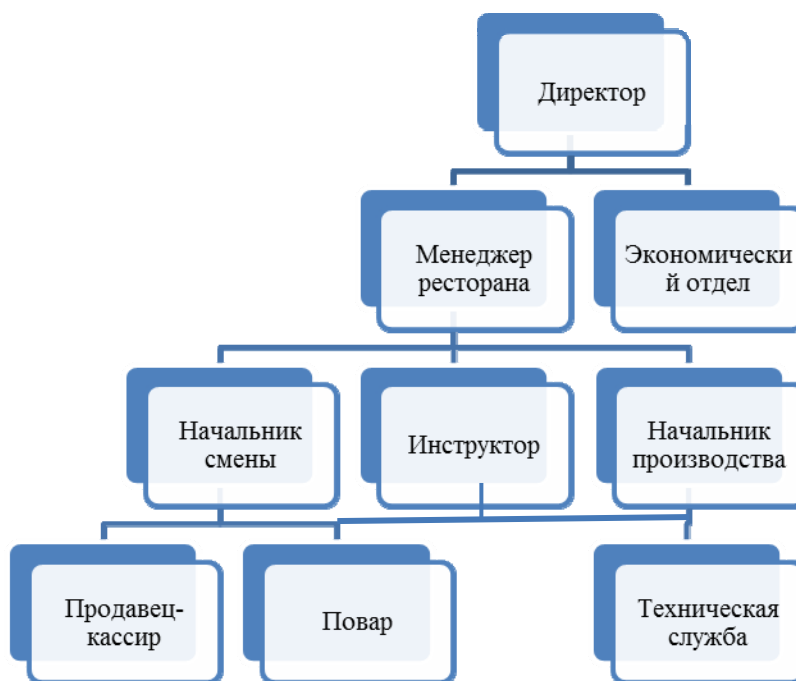 Директор
Менеджер
ресторана
Экономически
й отдел
Начальник
смены
Инструктор
Начальник
производства
Продавец-
кассир
Повар
Техническая
служба